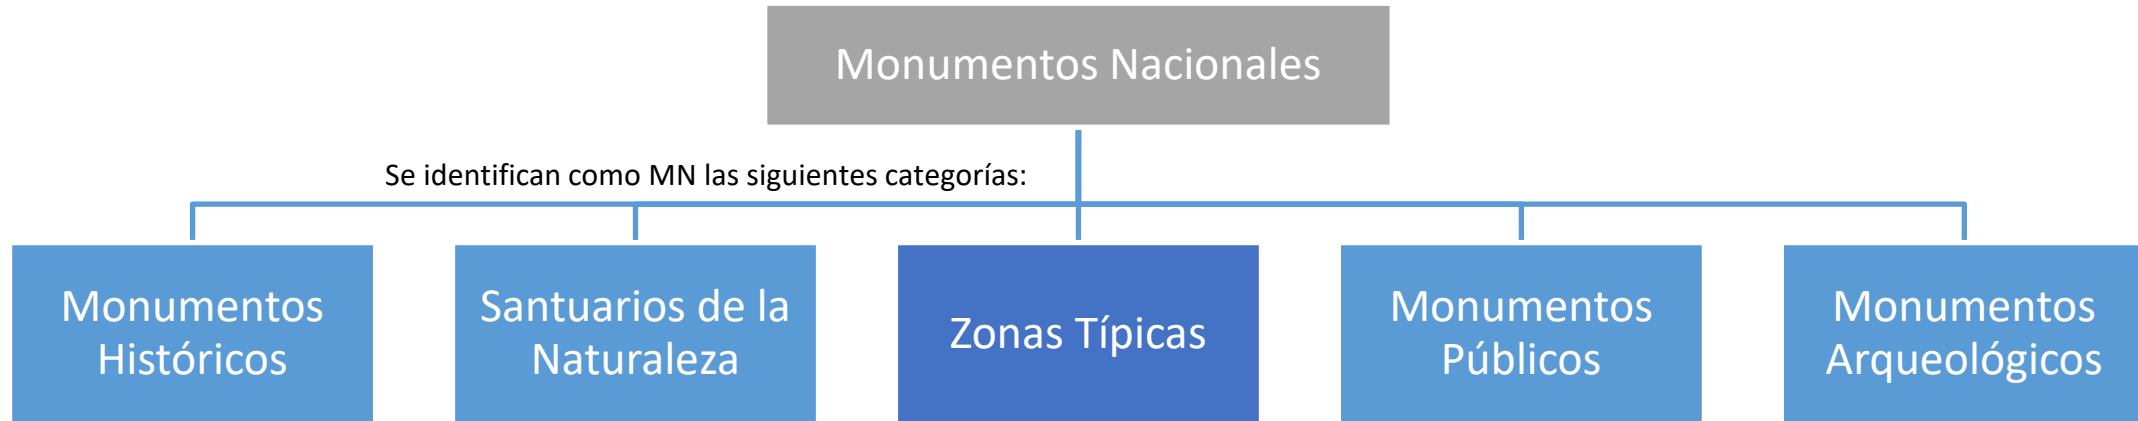 Monumentos Nacionales
Se identifican como MN las siguientes categorías:
Monumentos
Históricos
Santuarios de la
Naturaleza
Zonas Típicas
Monumentos
Públicos
Monumentos
Arqueológicos